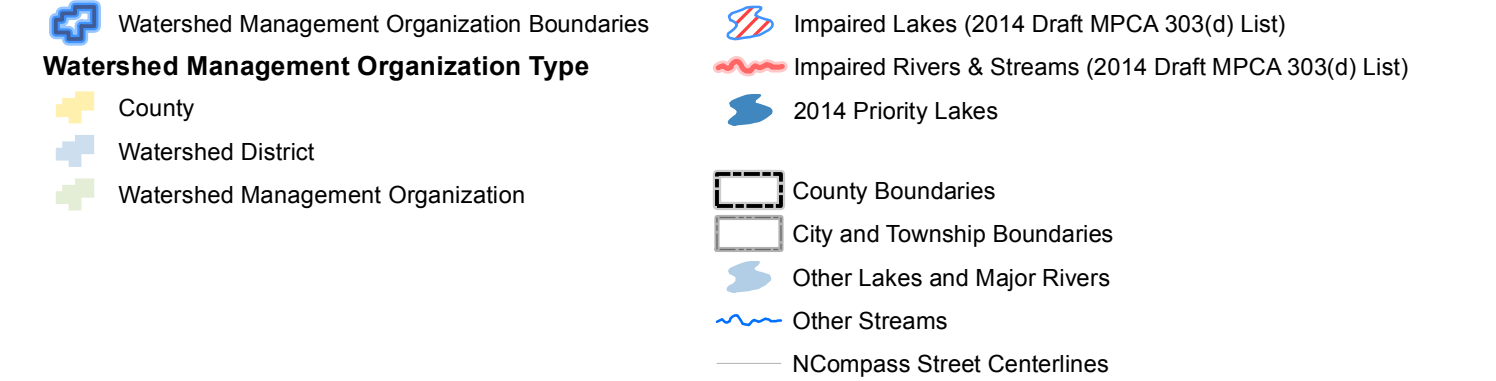 Watershed Management Organization Boundaries
Watershed Management Organization Type
County
Watershed District
Watershed Management Organization
Impaired Lakes (2014 Draft MPCA 303(d) List)
Impaired Rivers & Streams (2014 Draft MPCA 303(d) List)
2014 Priority Lakes
County Boundaries
City and Township Boundaries
Other Lakes and Major Rivers
Other Streams
NCompass Street Centerlines